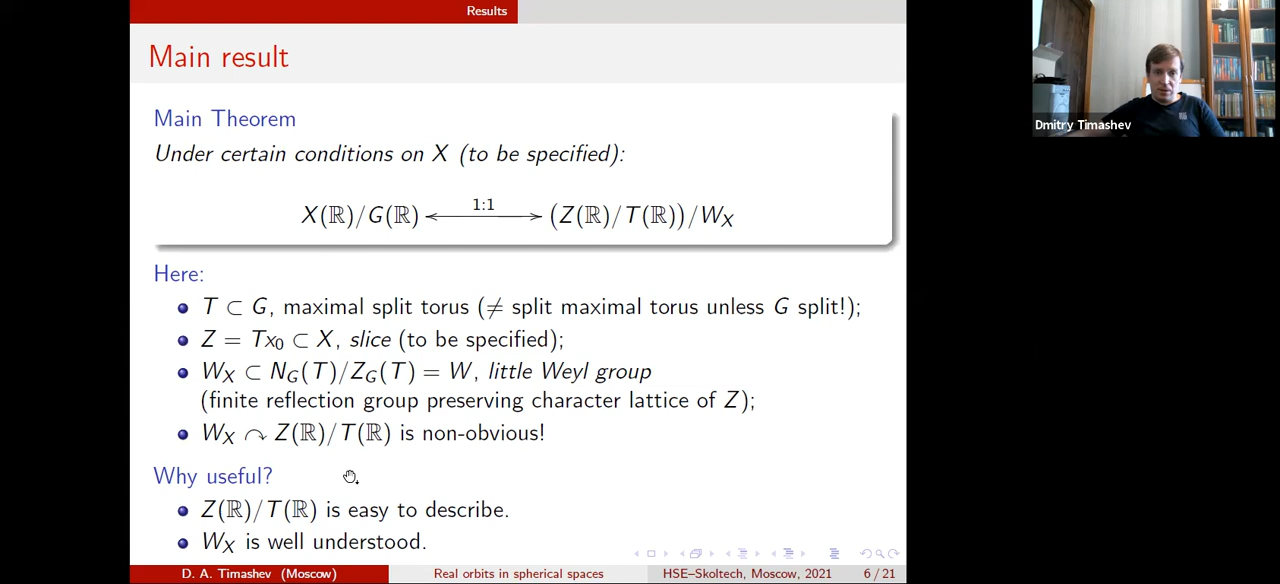 Results
Main result
Main Theorem
Under certain conditions on X (to be specified):
X(ℝ)/G(ℝ) ⟷ (Z(ℝ)/T(ℝ))/W_X
1:1
Here:
T ⊂ G, maximal split torus (≠ split maximal torus unless G split!);
Z = Tx₀ ⊂ X, slice (to be specified);
W_X ⊂ N_G(T)/Z_G(T) = W, little Weyl group
(finite reflection group preserving character lattice of Z);
W_X ↷ Z(ℝ)/T(ℝ) is non-obvious!
Why useful?
Z(ℝ)/T(ℝ) is easy to describe.
W_X is well understood.
D. A. Timashev (Moscow) Real orbits in spherical spaces HSE–Skoltech, Moscow, 2021 6 / 21
Dmitry Timashev